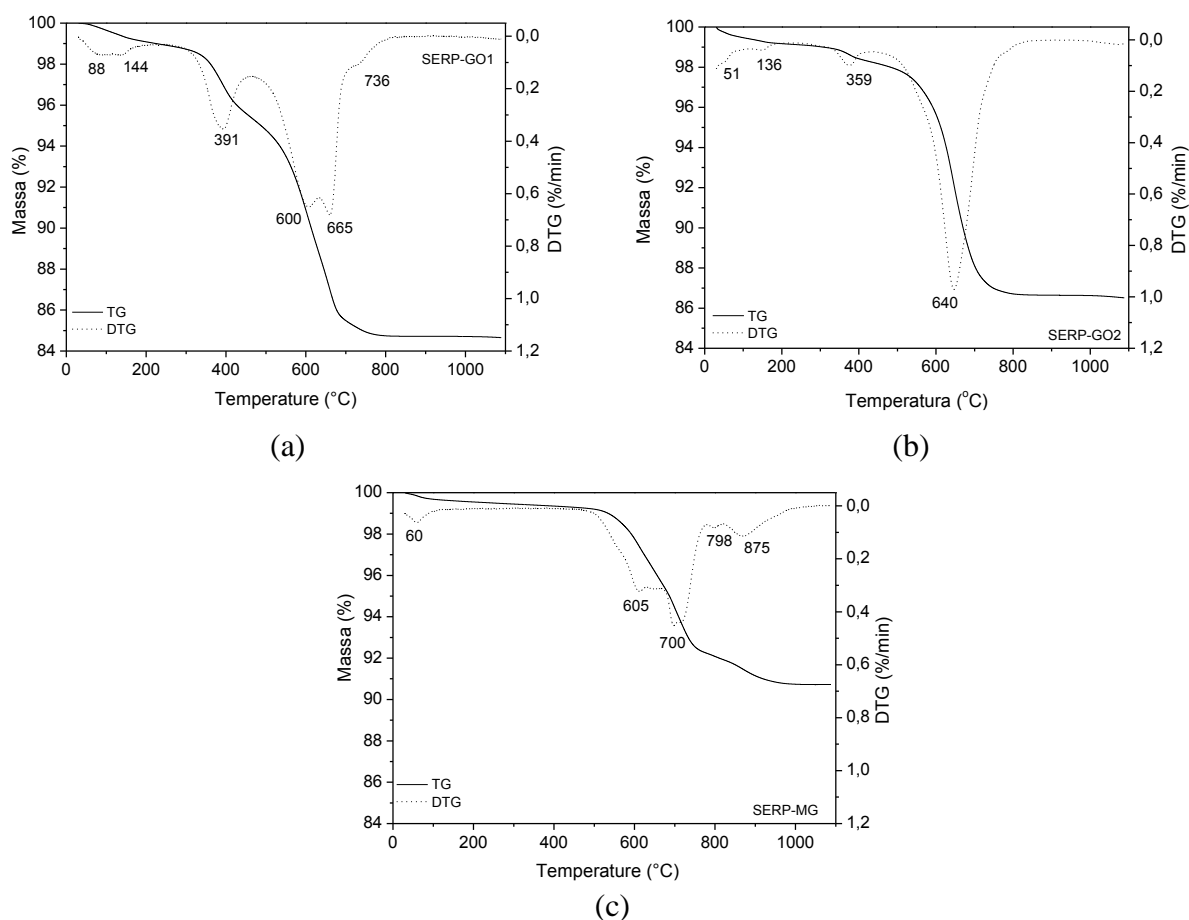 100
98
96
94
92
90
88
86
84
Massa (%)
0 200 400 600 800 1000
Temperature (°C)
0,0
0,2
0,4
0,6
0,8
1,0
1,2
DTG (%/min)
SERP-GO1
88 144
736
391
600
665
TG
DTG
(a)
100
98
96
94
92
90
88
86
84
Massa (%)
0 200 400 600 800 1000
Temperatura (°C)
0,0
0,2
0,4
0,6
0,8
1,0
1,2
DTG (%/min)
51 136 359
640
TG
DTG
SERP-GO2
(b)
100
98
96
94
92
90
88
86
84
Massa (%)
0 200 400 600 800 1000
Temperature (°C)
0,0
0,2
0,4
0,6
0,8
1,0
1,2
DTG (%/min)
60
798
875
605
700
TG
DTG
SERP-MG
(c)